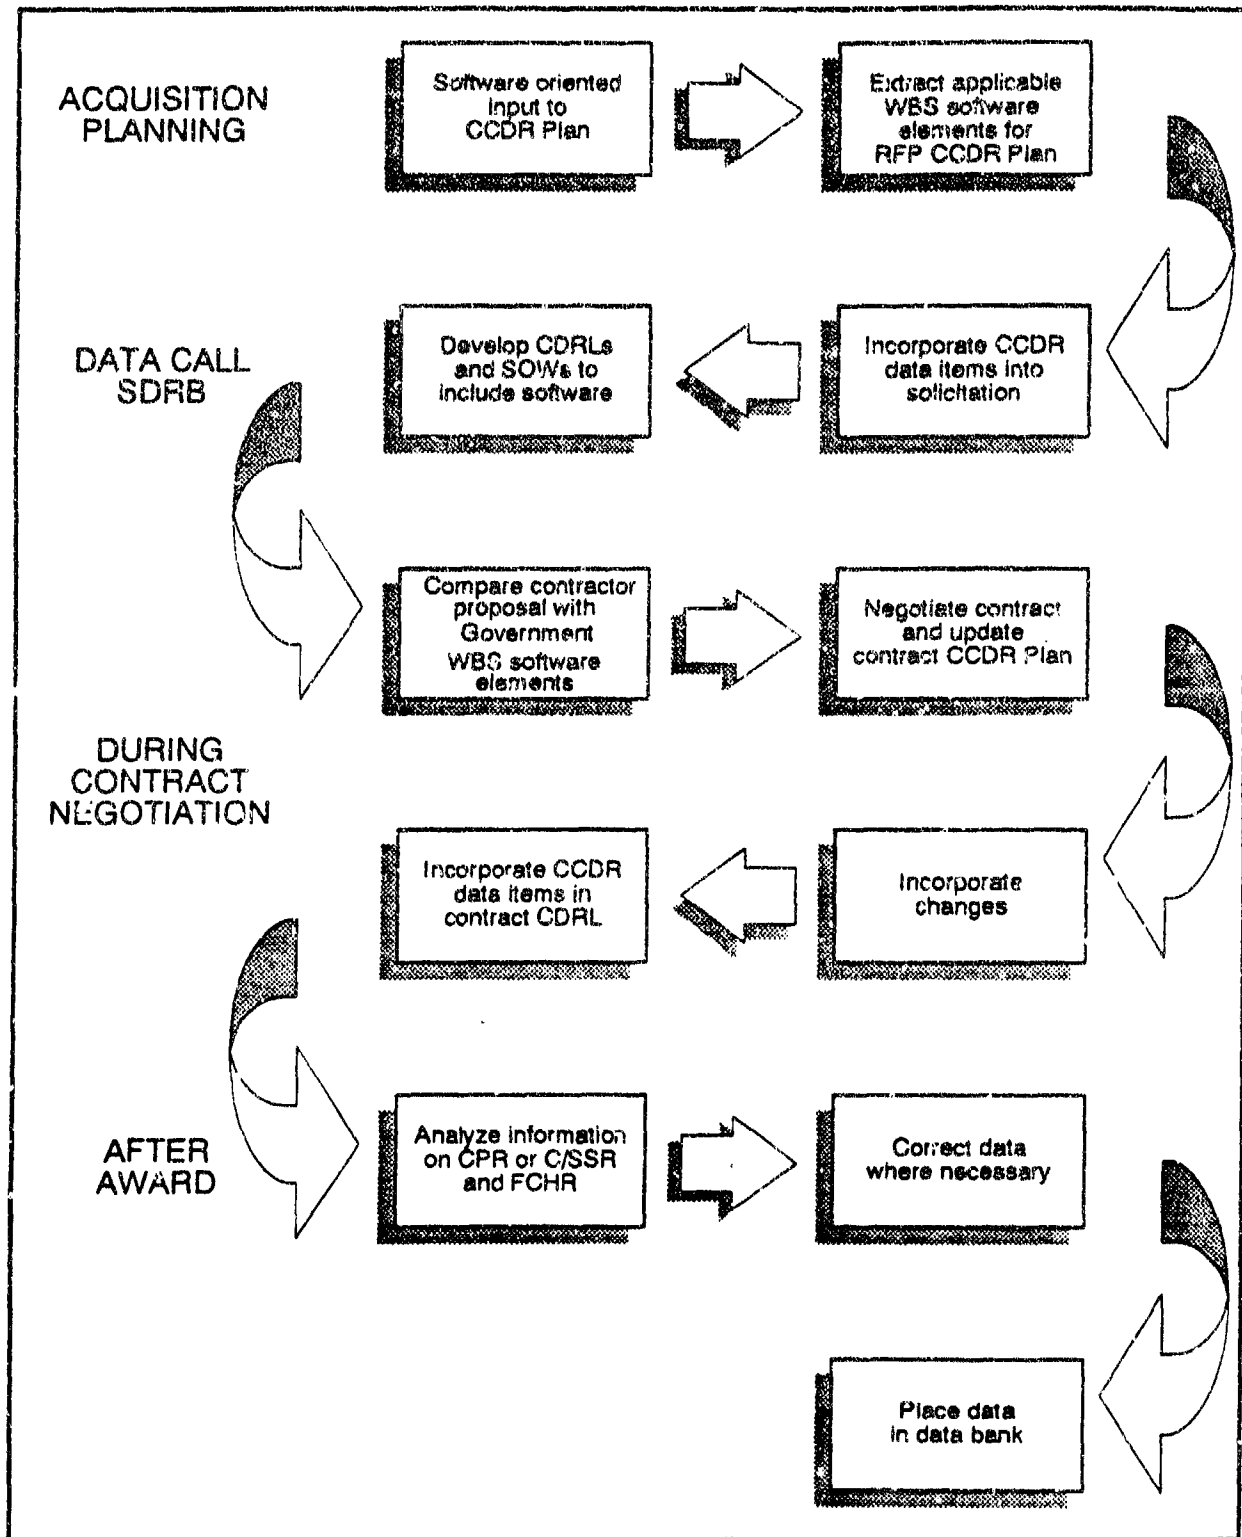 ACQUISITION
PLANNING
Software oriented
input to
CCDR Plan
Extract applicable
WBS software
elements for
RFP CCDR Plan
DATA CALL
SDRB
Develop CDRLs
and SOWs to
include software
Incorporate CCDR
data items into
solicitation
Compare contractor
proposal with
Government
WBS software
elements
Negotiate contract
and update
contract CCDR Plan
DURING
CONTRACT
NEGOTIATION
Incorporate CCDR
data items in
contract CDRL
Incorporate
changes
AFTER
AWARD
Analyze information
on CPR or C/SSR
and FCHR
Correct data
where necessary
Place data
in data bank